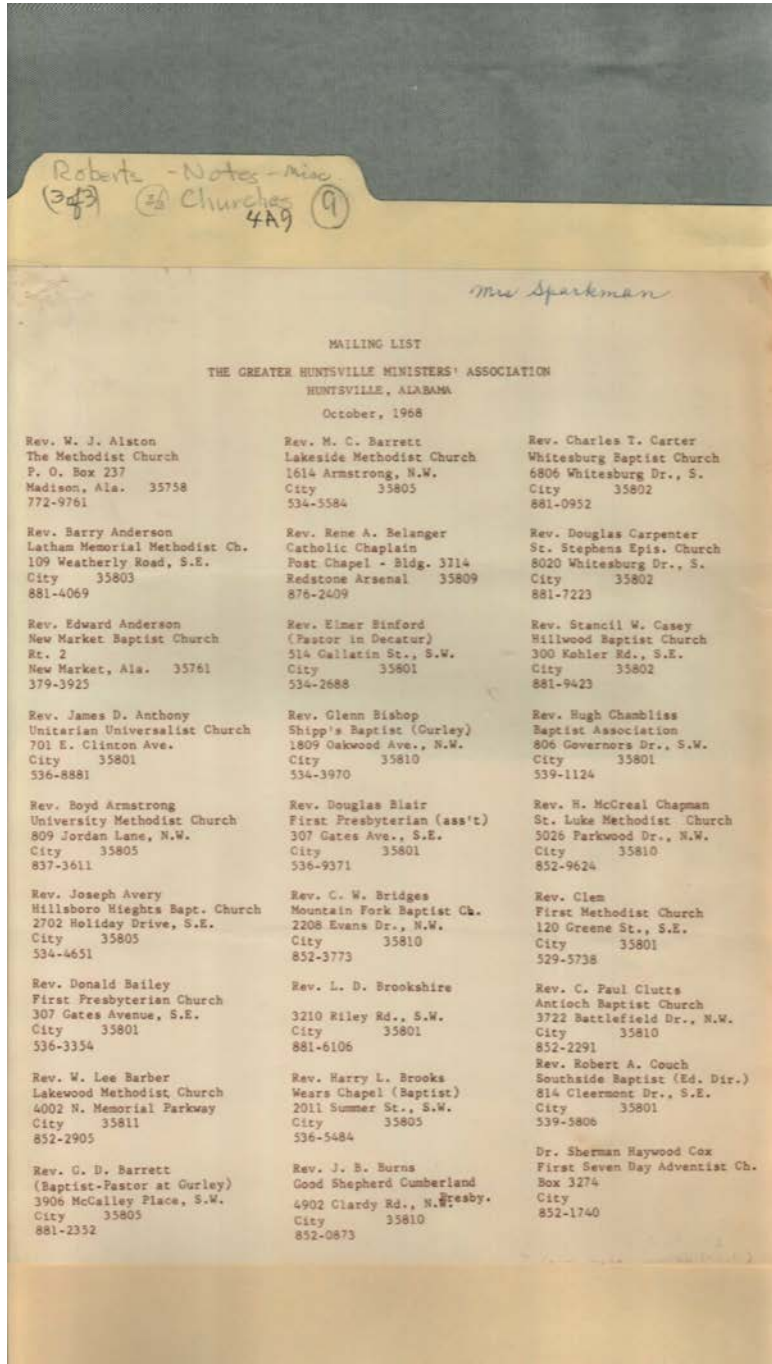 Roberts - Notes - Misc
(3 of 3) Churches 9
4A9
Mrs Sparkman
MAILING LIST
THE GREATER HUNTSVILLE MINISTERS' ASSOCIATION
HUNTSVILLE, ALABAMA
October, 1968
Rev. W. J. Alston
The Methodist Church
P. O. Box 237
Madison, Ala. 35758
772-9761
Rev. Barry Anderson
Latham Memorial Methodist Ch.
109 Weatherly Road, S.E.
City 35803
881-4069
Rev. Edward Anderson
New Market Baptist Church
Rt. 2
New Market, Ala. 35761
379-3925
Rev. James D. Anthony
Unitarian Universalist Church
701 E. Clinton Ave.
City 35801
536-8881
Rev. Boyd Armstrong
University Methodist Church
809 Jordan Lane, N.W.
City 35805
837-3611
Rev. Joseph Avery
Hillsboro Hieghts Bapt. Church
2702 Holiday Drive, S.E.
City 35805
534-4651
Rev. Donald Bailey
First Presbyterian Church
307 Gates Avenue, S.E.
City 35801
536-3354
Rev. W. Lee Barber
Lakewood Methodist Church
4002 N. Memorial Parkway
City 35811
852-2905
Rev. G. D. Barrett
(Baptist-Pastor at Gurley)
3906 McCalley Place, S.W.
City 35805
881-2352
Rev. M. C. Barrett
Lakeside Methodist Church
1614 Armstrong, N.W.
City 35805
534-5584
Rev. Rene A. Belanger
Catholic Chaplain
Post Chapel - Bldg. 3714
Redstone Arsenal 35809
876-2409
Rev. Elmer Binford
(Pastor in Decatur)
514 Gallatin St., S.W.
City 35801
534-2688
Rev. Glenn Bishop
Shipp's Baptist (Gurley)
1809 Oakwood Ave., N.W.
City 35810
534-3970
Rev. Douglas Blair
First Presbyterian (ass't)
307 Gates Ave., S.E.
City 35801
536-9371
Rev. C. W. Bridges
Mountain Fork Baptist Ch.
2208 Evans Dr., N.W.
City 35810
852-3773
Rev. L. D. Brookshire
3210 Riley Rd., S.W.
City 35801
881-6106
Rev. Harry L. Brooks
Wears Chapel (Baptist)
2011 Summer St., S.W.
City 35805
536-5484
Rev. J. B. Burns
Good Shepherd Cumberland
Presby.
4902 Clardy Rd., N.W.
City 35810
852-0873
Rev. Charles T. Carter
Whitesburg Baptist Church
6806 Whitesburg Dr., S.
City 35802
881-0952
Rev. Douglas Carpenter
St. Stephens Epis. Church
8020 Whitesburg Dr., S.
City 35802
881-7223
Rev. Stancil W. Casey
Hillwood Baptist Church
300 Kohler Rd., S.E.
City 35802
881-9423
Rev. Hugh Chambliss
Baptist Association
806 Governors Dr., S.W.
City 35801
539-1124
Rev. H. McCreal Chapman
St. Luke Methodist Church
5026 Parkwood Dr., N.W.
City 35810
852-9624
Rev. Clem
First Methodist Church
120 Greene St., S.E.
City 35801
529-5738
Rev. C. Paul Clutts
Antioch Baptist Church
3722 Battlefield Dr., N.W.
City 35810
852-2291
Rev. Robert A. Couch
Southside Baptist (Ed. Dir.)
814 Cleermont Dr., S.E.
City 35801
539-5806
Dr. Sherman Haywood Cox
First Seven Day Adventist Ch.
Box 3274
City
852-1740